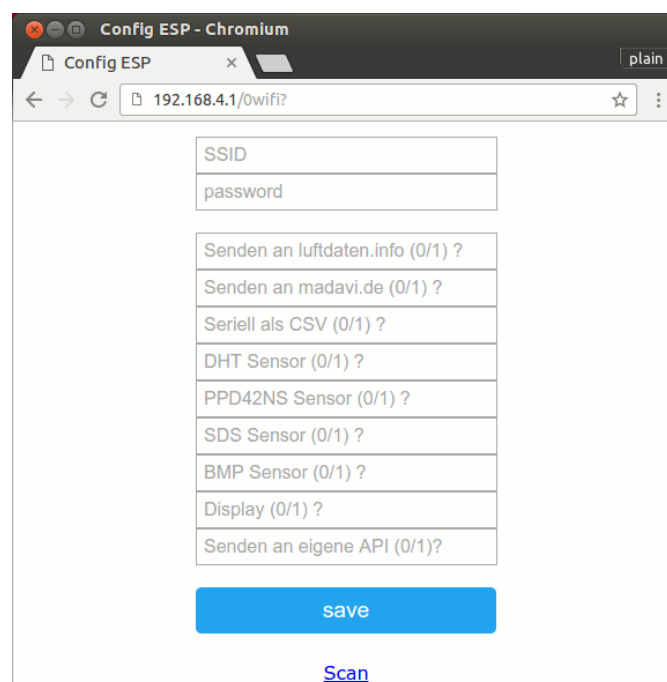 Config ESP - Chromium
Config ESP
plain
192.168.4.1/0wifi?
SSID
password
Senden an luftdaten.info (0/1) ?
Senden an madavi.de (0/1) ?
Seriell als CSV (0/1) ?
DHT Sensor (0/1) ?
PPD42NS Sensor (0/1) ?
SDS Sensor (0/1) ?
BMP Sensor (0/1) ?
Display (0/1) ?
Senden an eigene API (0/1)?
save
Scan